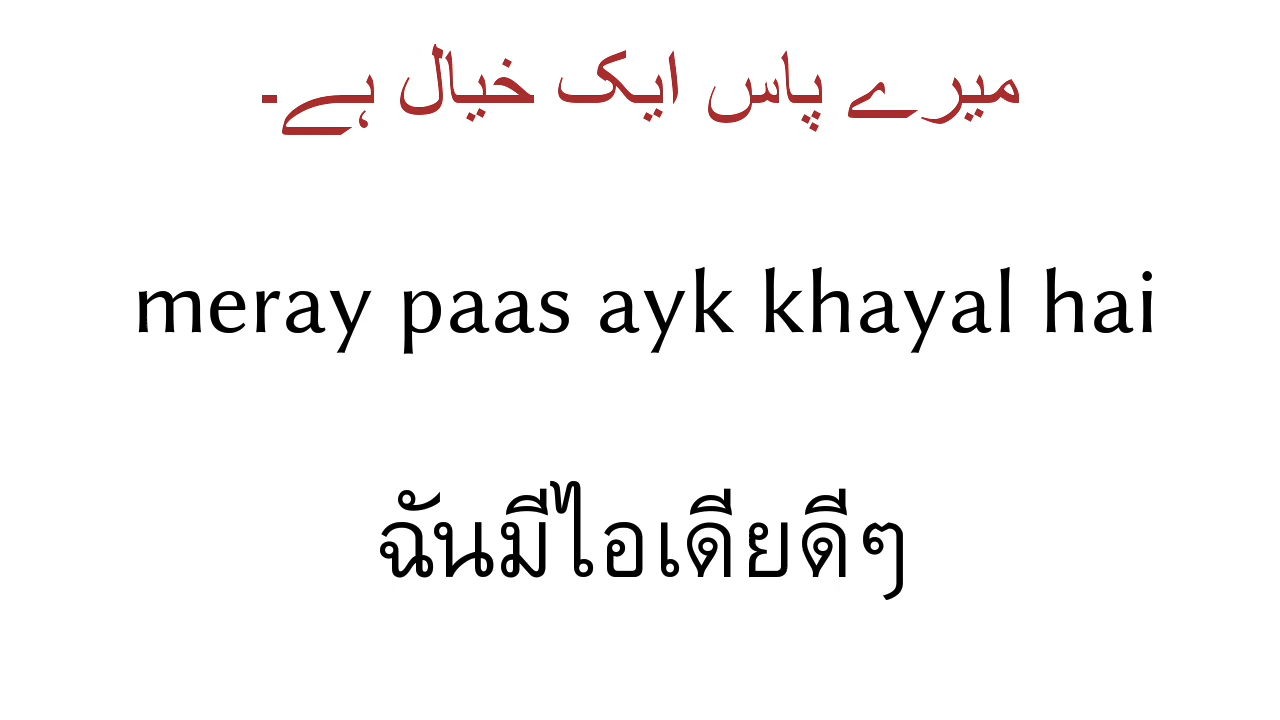 میرے پاس ایک خیال ہے۔
meray paas ayk khayal hai
ฉันมีไอเดียดีๆ